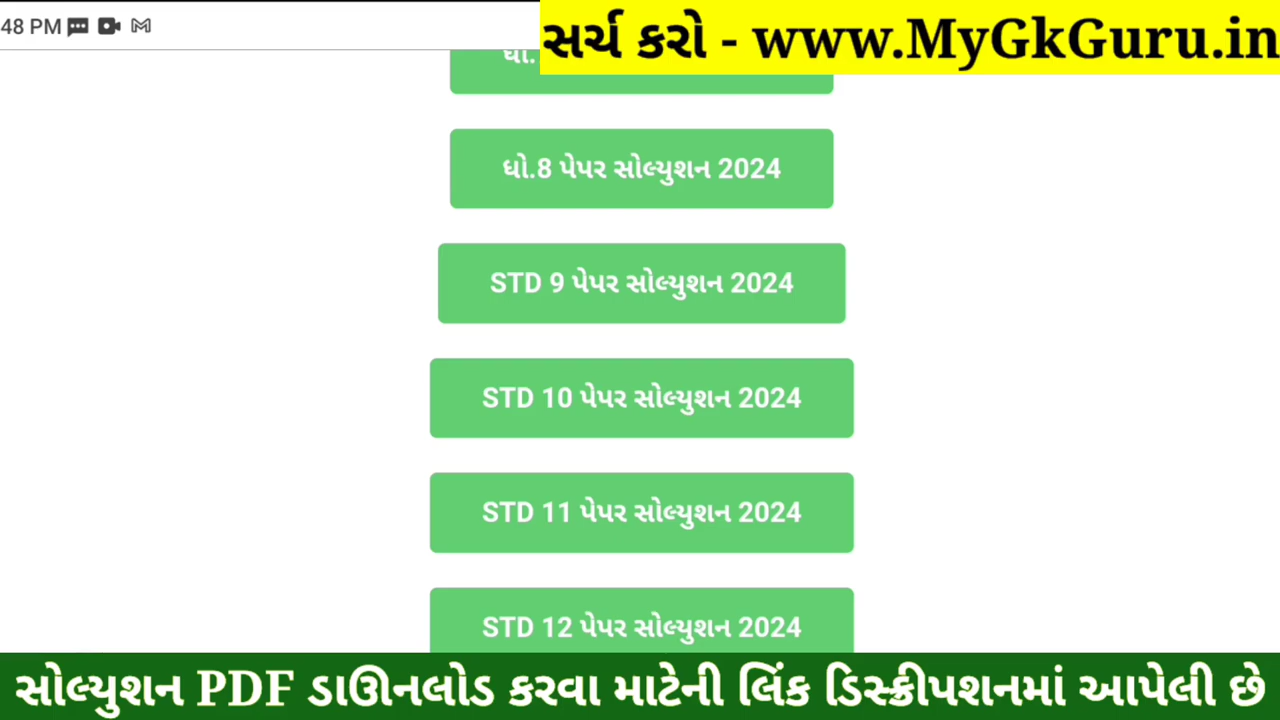 48 PM
સર્ચ કરો - www.MyGkGuru.in
ધો.
ધો.8 પેપર સોલ્યુશન 2024
STD 9 પેપર સોલ્યુશન 2024
STD 10 પેપર સોલ્યુશન 2024
STD 11 પેપર સોલ્યુશન 2024
STD 12 પેપર સોલ્યુશન 2024
સોલ્યુશન PDF ડાઊનલોડ કરવા માટેની લિંક ડિસ્ક્રીપશનમાં આપેલી છે